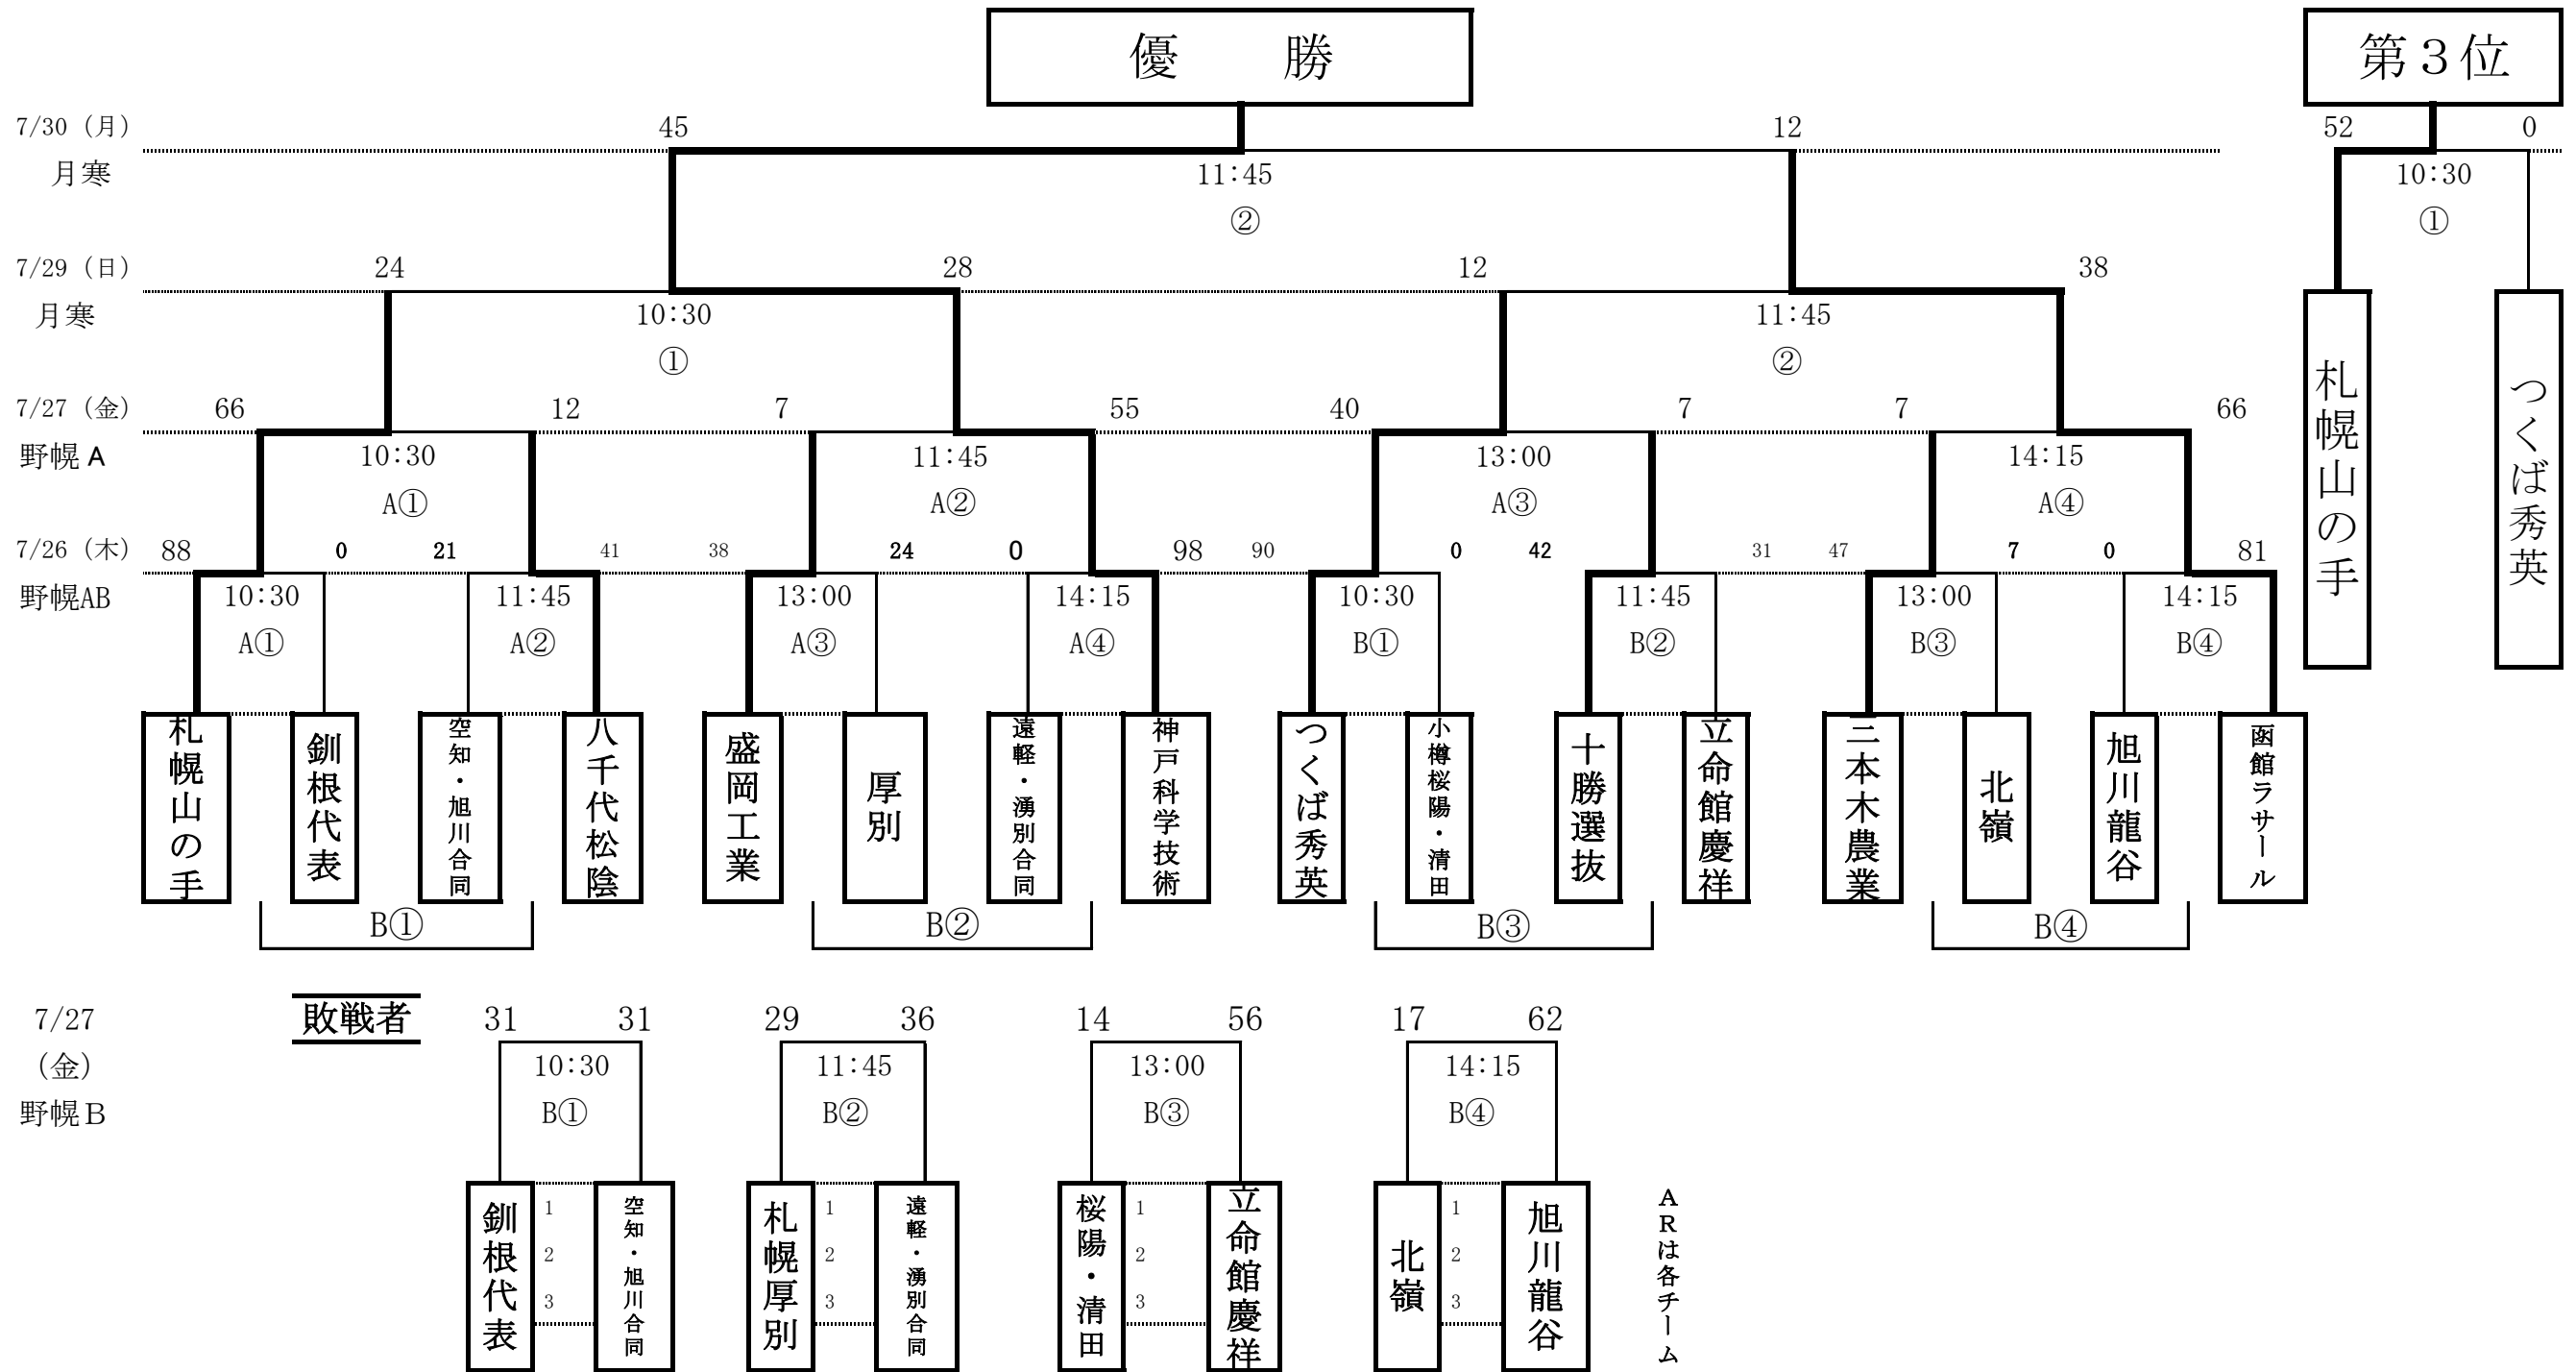 優　　勝
第３位
7/30（月）
45
12
52
0
月寒
11:45
②
10:30
①
7/29（日）
24
28
12
38
月寒
10:30
①
11:45
②
札幌山の手
つくば秀英
7/27（金）
66
12
7
55
40
7
7
66
野幌 A
10:30
A①
11:45
A②
13:00
A③
14:15
A④
7/26（木）
88
0
21
41
38
24
0
98
90
0
42
31
47
7
0
81
野幌AB
10:30
A①
11:45
A②
13:00
A③
14:15
A④
10:30
B①
11:45
B②
13:00
B③
14:15
B④
札幌山の手
釧根代表
空知・旭川合同
八千代松陰
盛岡工業
厚別
遠軽・湧別合同
神戸科学技術
つくば秀英
小樽桜陽・清田
十勝選抜
立命館慶祥
三本木農業
北嶺
旭川龍谷
函館ラサール
B①
B②
B③
B④
7/27
（金）
野幌Ｂ
敗戦者
31
31
29
36
14
56
17
62
10:30
B①
11:45
B②
13:00
B③
14:15
B④
釧根代表
1
2
3
空知・旭川合同
札幌厚別
1
2
3
遠軽・湧別合同
桜陽・清田
1
2
3
立命館慶祥
北嶺
1
2
3
旭川龍谷
ＡＲは各チーム